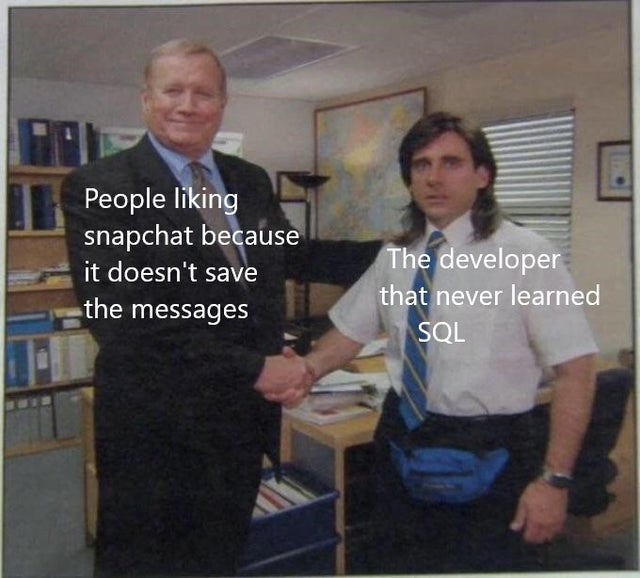 People liking
snapchat because
it doesn't save
the messages
The developer
that never learned
SQL